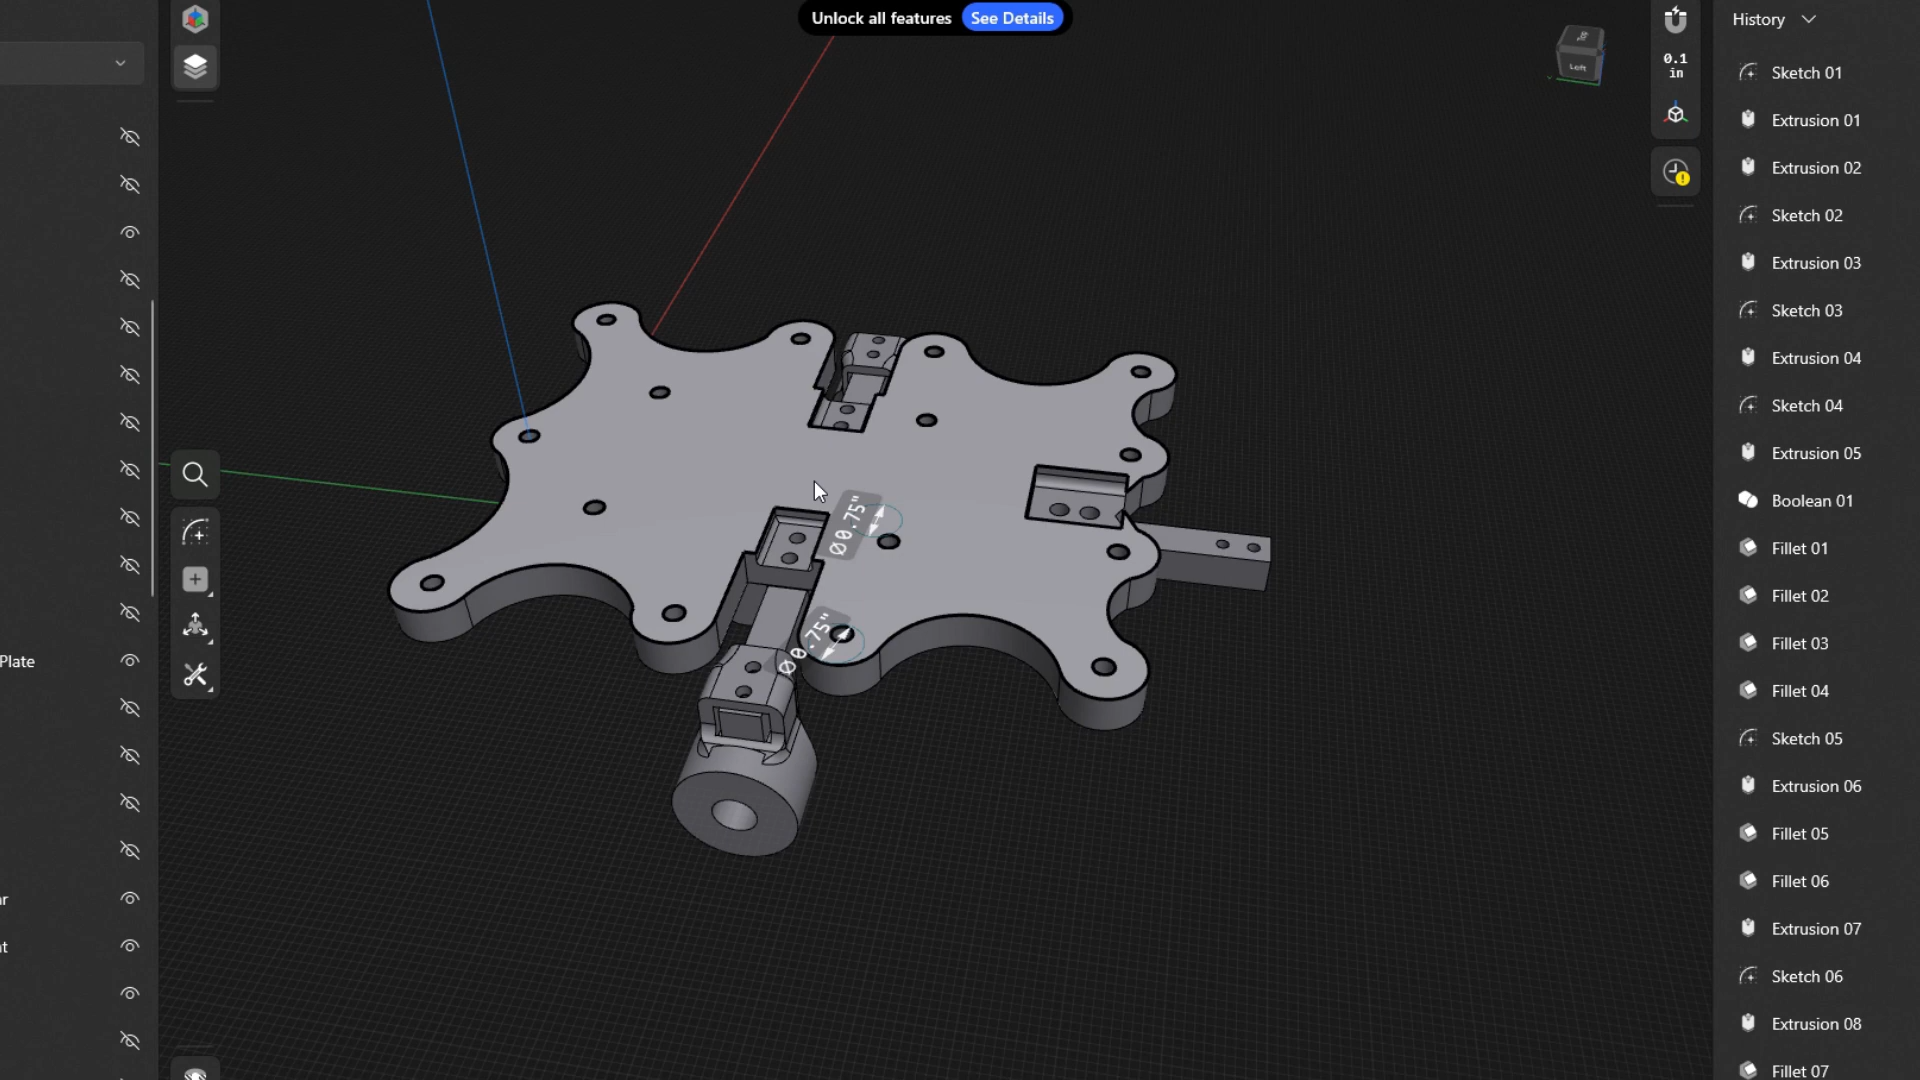 Unlock all features See Details
History
Left
0.1
in
Sketch 01
Extrusion 01
Extrusion 02
Sketch 02
Extrusion 03
Sketch 03
Extrusion 04
Sketch 04
Extrusion 05
Boolean 01
Fillet 01
Fillet 02
Fillet 03
Fillet 04
Sketch 05
Extrusion 06
Fillet 05
Fillet 06
Extrusion 07
Sketch 06
Extrusion 08
Fillet 07
Ø0.75"
Ø0.75"
Plate